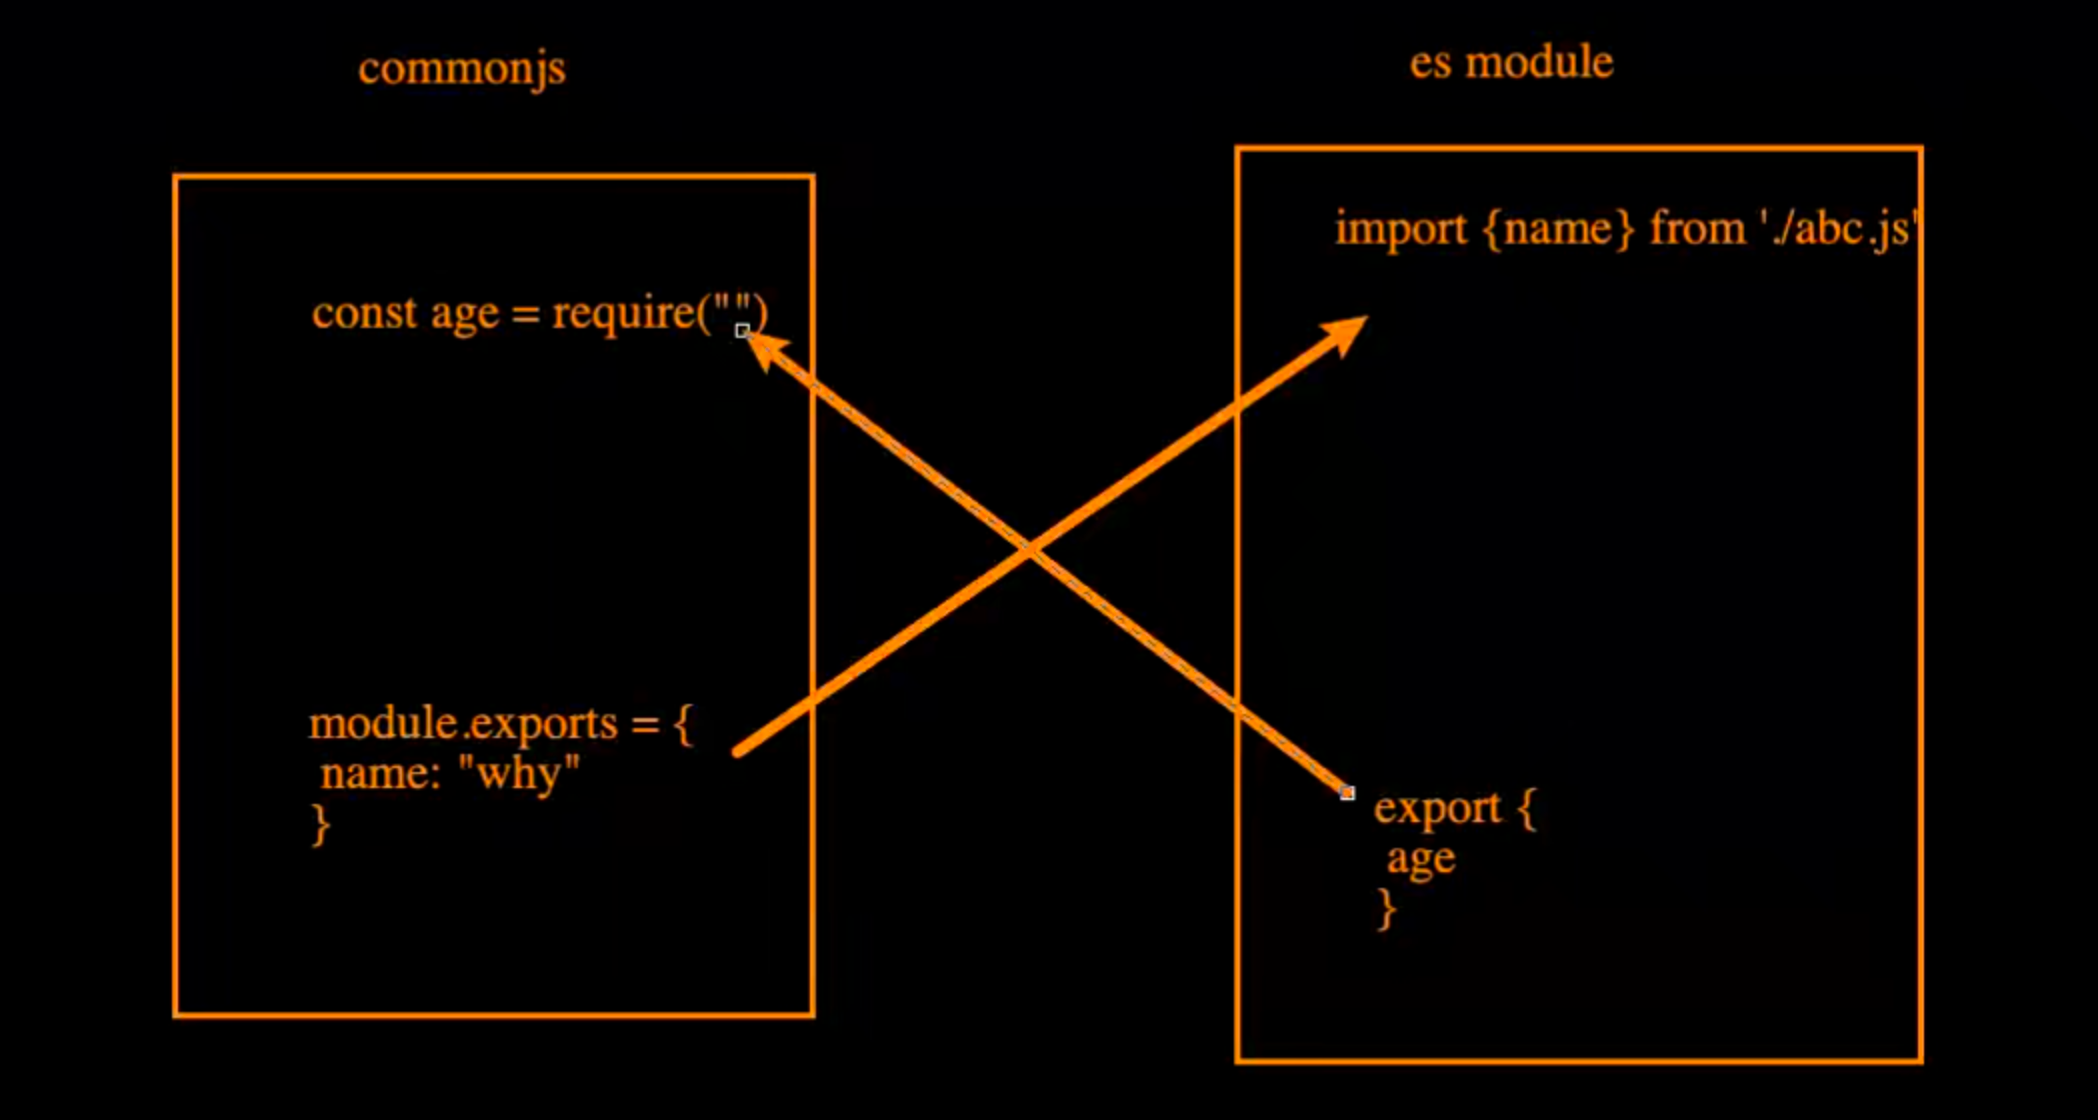 commonjs
const age = require("")
module.exports = {
name: "why"
}
es module
import {name} from './abc.js'
export {
age
}